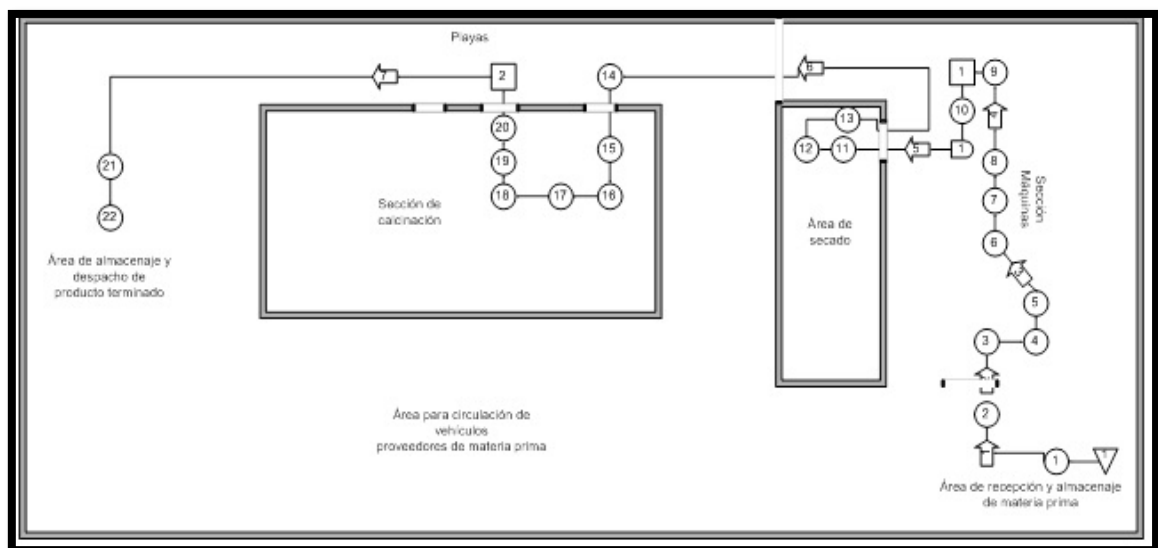 Playas
7
2
14
6
1
9
4
10
20
13
15
12
11
5
1
8
19
21
18
17
16
7
Sección
Máquinas
22
Sección de
calcinación
Área de
secado
6
3
Área de almacenaje y
despacho de
producto terminado
5
3
4
Área para circulación de
vehículos
proveedores de materia prima
2
1
1
Área de recepción y almacenaje
de materia prima